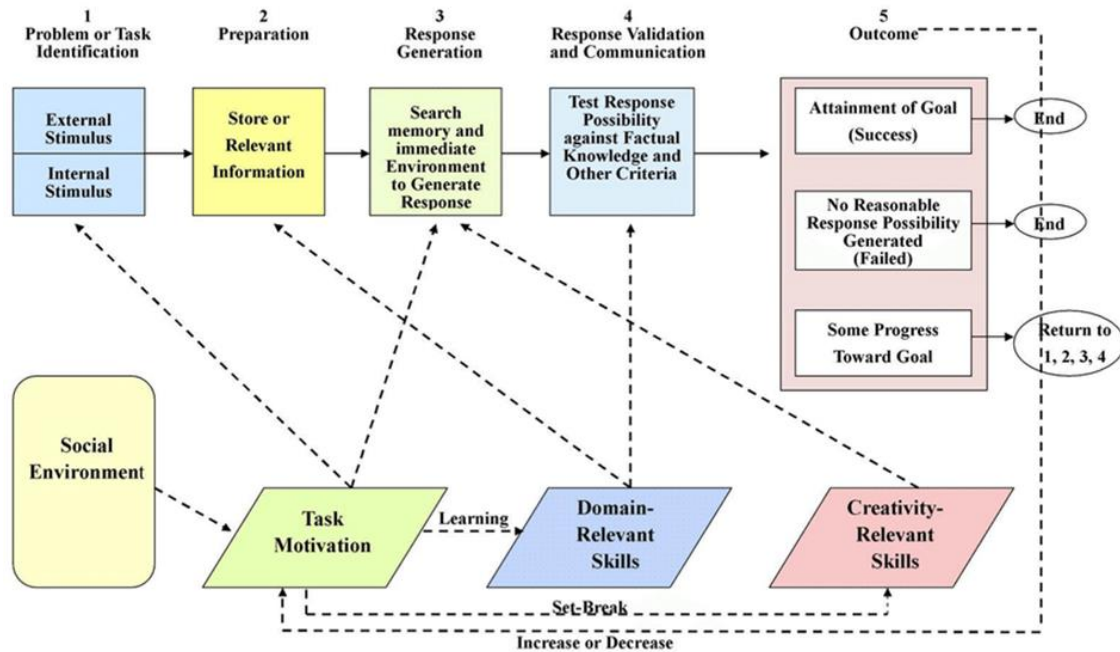 1
Problem or Task
Identification
2
Preparation
3
Response
Generation
4
Response Validation
and Communication
5
Outcome
External
Stimulus
Internal
Stimulus
Store or
Relevant
Information
Search
memory and
immediate
Environment
to Generate
Response
Test Response
Possibility
against Factual
Knowledge and
Other Criteria
Attainment of Goal
(Success)
End
No Reasonable
Response Possibility
Generated
(Failed)
End
Some Progress
Toward Goal
Return to
1, 2, 3, 4
Social
Environment
Task
Motivation
Learning
Domain-
Relevant
Skills
Creativity-
Relevant
Skills
Set-Break
Increase or Decrease